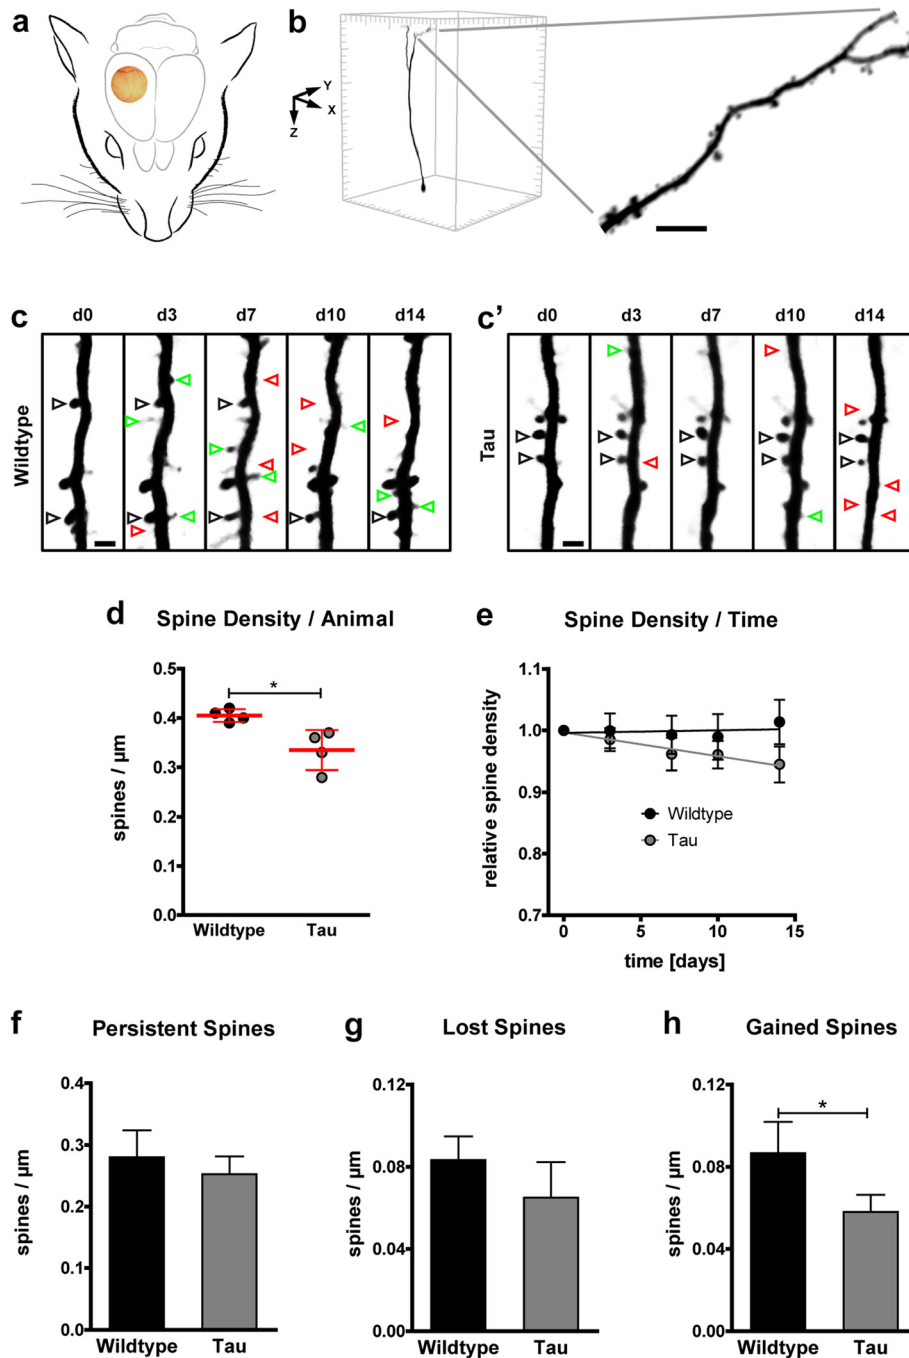 a
b
Y
X
Z
c
d0 d3 d7 d10 d14
Wildtype
c'
d0 d3 d7 d10 d14
Tau
d Spine Density / Animal
spines / µm
0.5
0.4
0.3
0.2
0.1
0.0
*
Wildtype Tau
e Spine Density / Time
relative spine density
1.1
1.0
0.9
0.8
0.7
Wildtype
Tau
0 5 10 15
time [days]
f Persistent Spines
spines / µm
0.4
0.3
0.2
0.1
0.0
Wildtype Tau
g Lost Spines
spines / µm
0.12
0.08
0.04
0.00
Wildtype Tau
h Gained Spines
spines / µm
0.12
0.08
0.04
0.00
*
Wildtype Tau